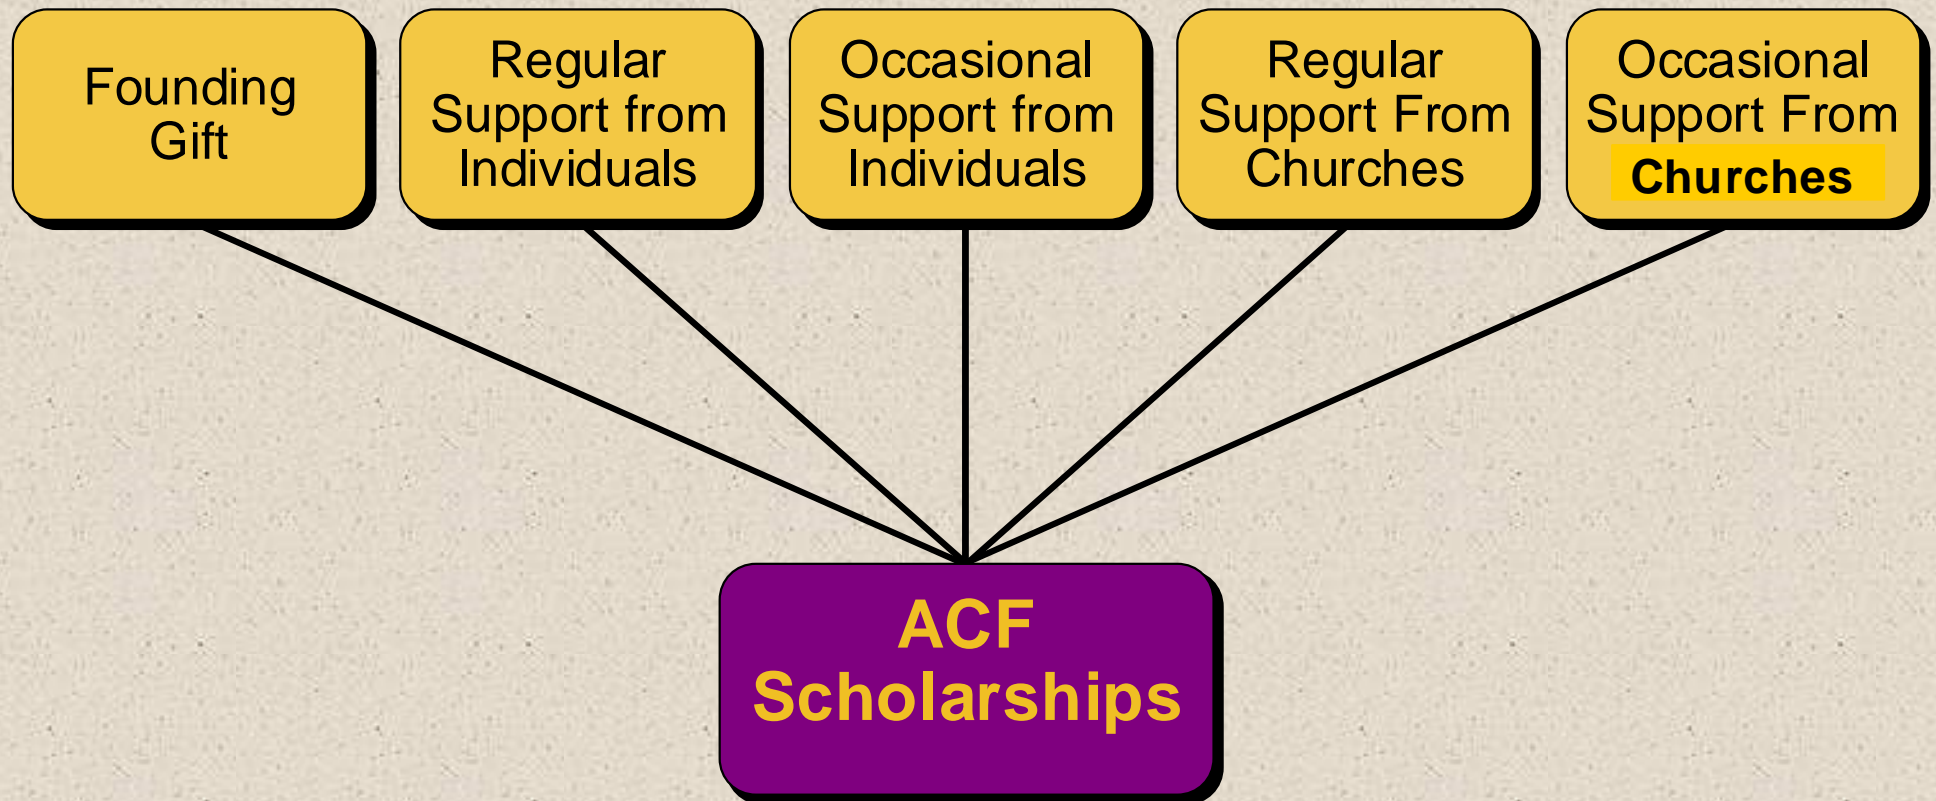 Founding
Gift
Regular
Support from
Individuals
Occasional
Support from
Individuals
Regular
Support From
Churches
Occasional
Support From
Churches
ACF
Scholarships